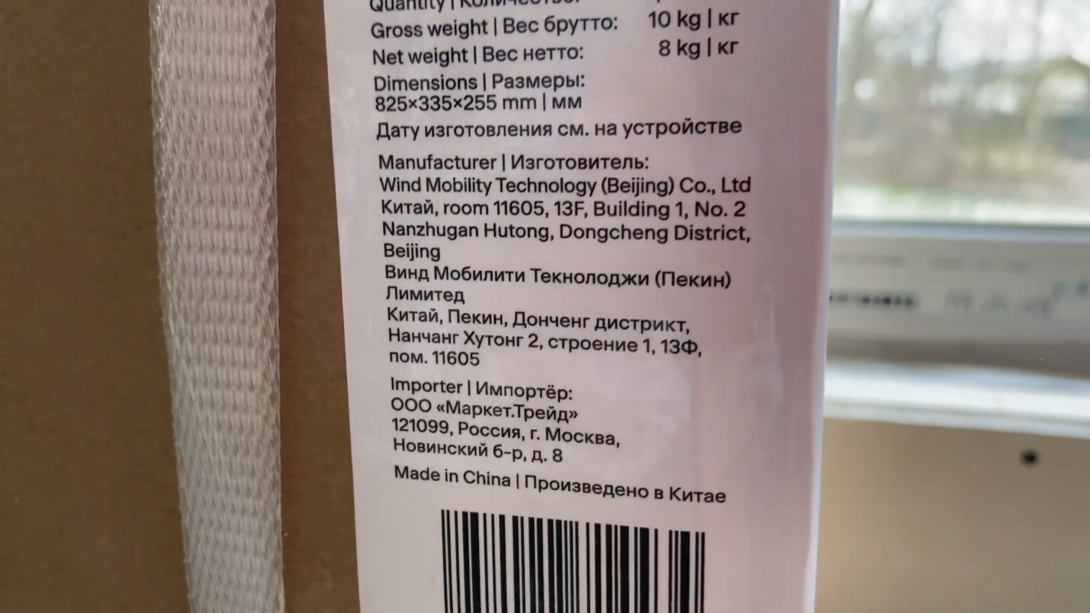 Quantity | Количество:
Gross weight | Вес брутто: 10 kg | кг
Net weight | Вес нетто: 8 kg | кг
Dimensions | Размеры:
825×335×255 mm | мм
Дату изготовления см. на устройстве
Manufacturer | Изготовитель:
Wind Mobility Technology (Beijing) Co., Ltd
Китай, room 11605, 13F, Building 1, No. 2
Nanzhugan Hutong, Dongcheng District,
Beijing
Винд Мобилити Текнолоджи (Пекин)
Лимитед
Китай, Пекин, Донченг дистрикт,
Нанчанг Хутонг 2, строение 1, 13Ф,
пом. 11605
Importer | Импортёр:
ООО «Маркет.Трейд»
121099, Россия, г. Москва,
Новинский б-р, д. 8
Made in China | Произведено в Китае